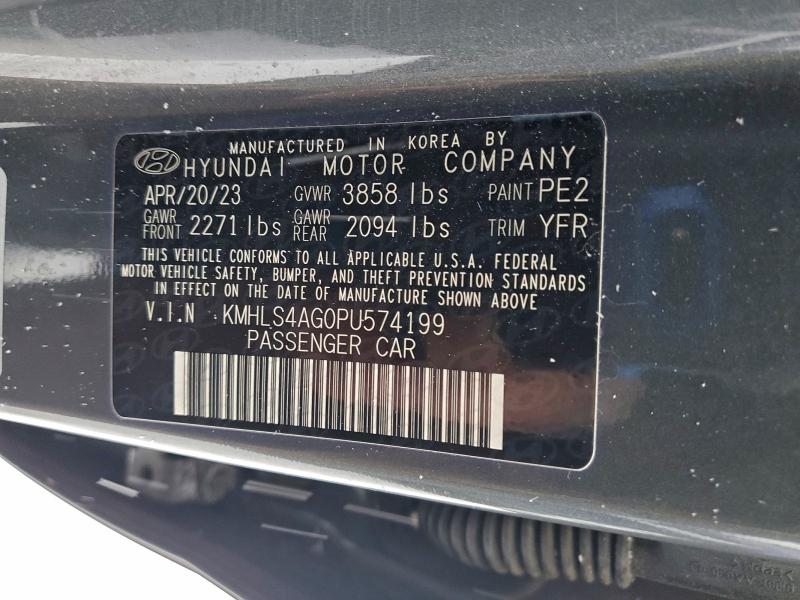 MANUFACTURED IN KOREA BY
HYUNDAI MOTOR COMPANY
APR/20/23 GVWR 3858 lbs PAINT PE2
GAWR FRONT 2271 lbs GAWR REAR 2094 lbs TRIM YFR
THIS VEHICLE CONFORMS TO ALL APPLICABLE U.S.A. FEDERAL
MOTOR VEHICLE SAFETY, BUMPER, AND THEFT PREVENTION STANDARDS
IN EFFECT ON THE DATE OF MANUFACTURE SHOWN ABOVE
V.I.N KMHLS4AG0PU574199
PASSENGER CAR